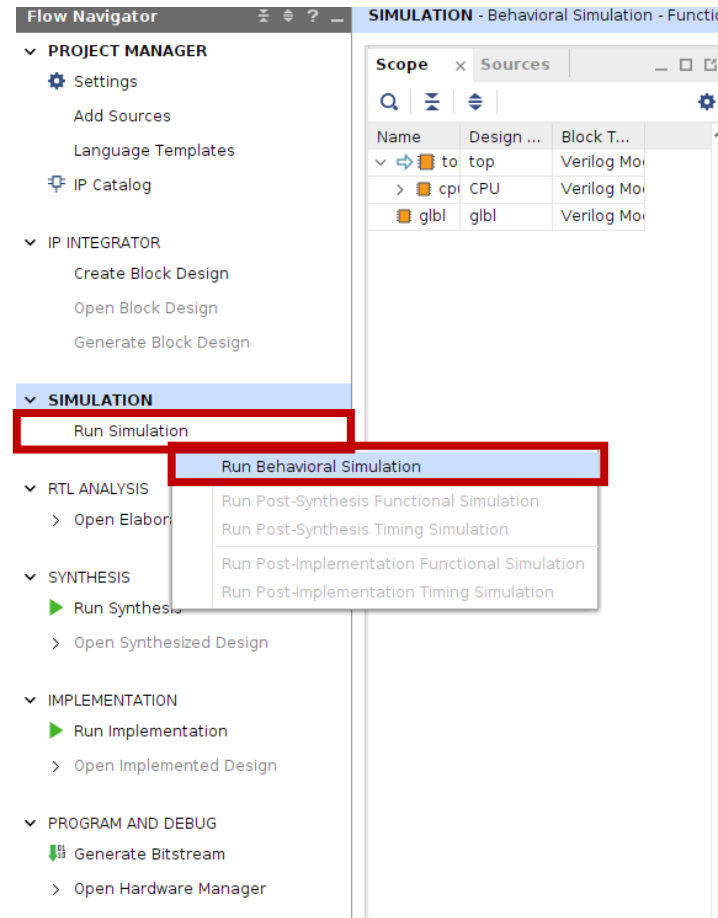 Flow Navigator
?
PROJECT MANAGER
Settings
Add Sources
Language Templates
IP Catalog
IP INTEGRATOR
Create Block Design
Open Block Design
Generate Block Design
SIMULATION
Run Simulation
Run Behavioral Simulation
Run Post-Synthesis Functional Simulation
Run Post-Synthesis Timing Simulation
Run Post-Implementation Functional Simulation
Run Post-Implementation Timing Simulation
RTL ANALYSIS
Open Elabor
SYNTHESIS
Run Synthesis
Open Synthesized Design
IMPLEMENTATION
Run Implementation
Open Implemented Design
PROGRAM AND DEBUG
Generate Bitstream
Open Hardware Manager
SIMULATION - Behavioral Simulation - Functi
Scope × Sources
Name Design ... Block T...
to top Verilog Mo
cpu CPU Verilog Mo
glbl glbl Verilog Mo